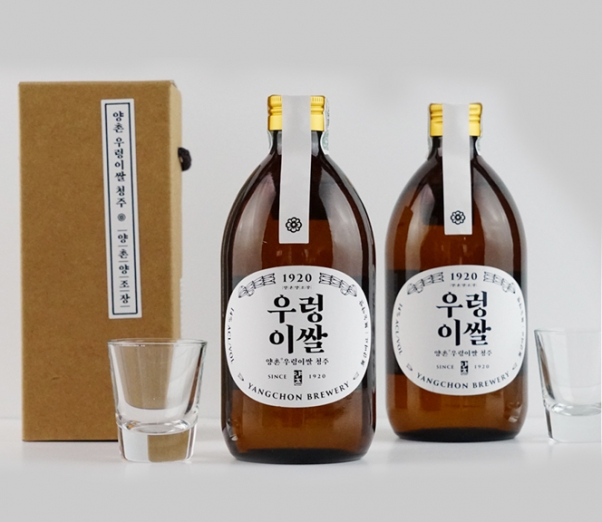 양촌 우렁이쌀 청주
양촌양조장
1920
우렁
이쌀
양촌 우렁이쌀 청주
SINCE 1920
YANGCHON BREWERY
1920
우렁
이쌀
양촌 우렁이쌀 청주
SINCE 1920
YANGCHON BREWERY